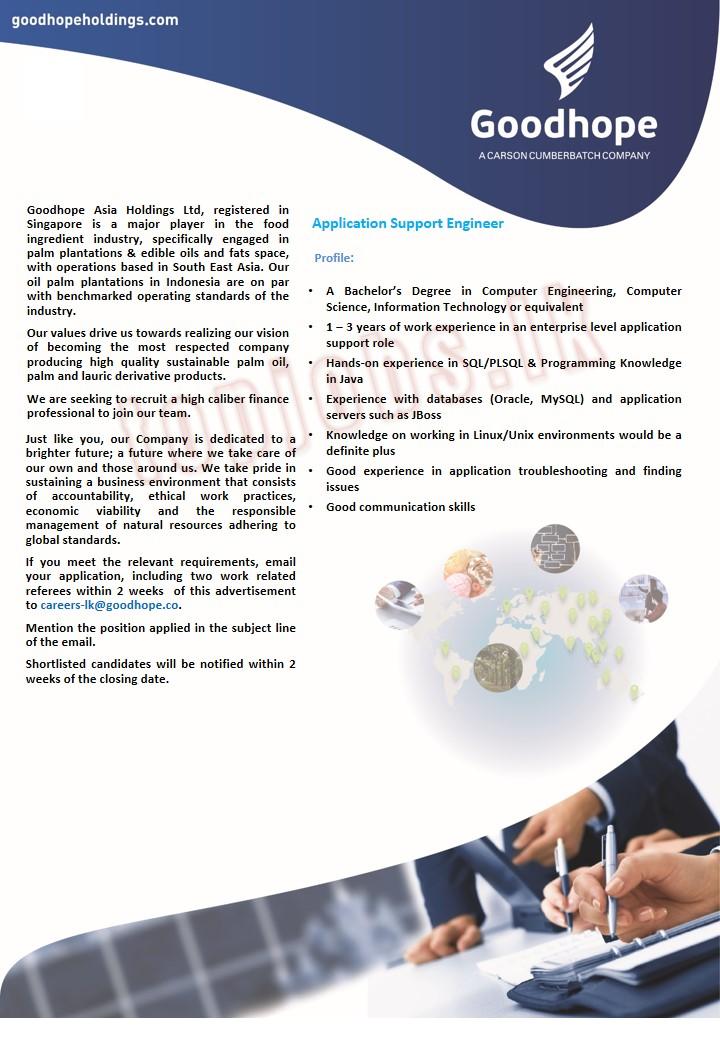 goodhopeholdings.com
Goodhope
A CARSON CUMBERBATCH COMPANY
Goodhope Asia Holdings Ltd, registered in
Singapore is a major player in the food
ingredient industry, specifically engaged in
palm plantations & edible oils and fats space,
with operations based in South East Asia. Our
oil palm plantations in Indonesia are on par
with benchmarked operating standards of the
industry.
Our values drive us towards realizing our vision
of becoming the most respected company
producing high quality sustainable palm oil,
palm and lauric derivative products.
We are seeking to recruit a high caliber finance
professional to join our team.
Just like you, our Company is dedicated to a
brighter future; a future where we take care of
our own and those around us. We take pride in
sustaining a business environment that consists
of accountability, ethical work practices,
economic viability and the responsible
management of natural resources adhering to
global standards.
If you meet the relevant requirements, email
your application, including two work related
referees within 2 weeks of this advertisement
to careers-lk@goodhope.co.
Mention the position applied in the subject line
of the email.
Shortlisted candidates will be notified within 2
weeks of the closing date.
Application Support Engineer
Profile:
• A Bachelor's Degree in Computer Engineering, Computer
Science, Information Technology or equivalent
• 1 – 3 years of work experience in an enterprise level application
support role
• Hands-on experience in SQL/PLSQL & Programming Knowledge
in Java
• Experience with databases (Oracle, MySQL) and application
servers such as JBoss
• Knowledge on working in Linux/Unix environments would be a
definite plus
• Good experience in application troubleshooting and finding
issues
• Good communication skills
topjobs.lk